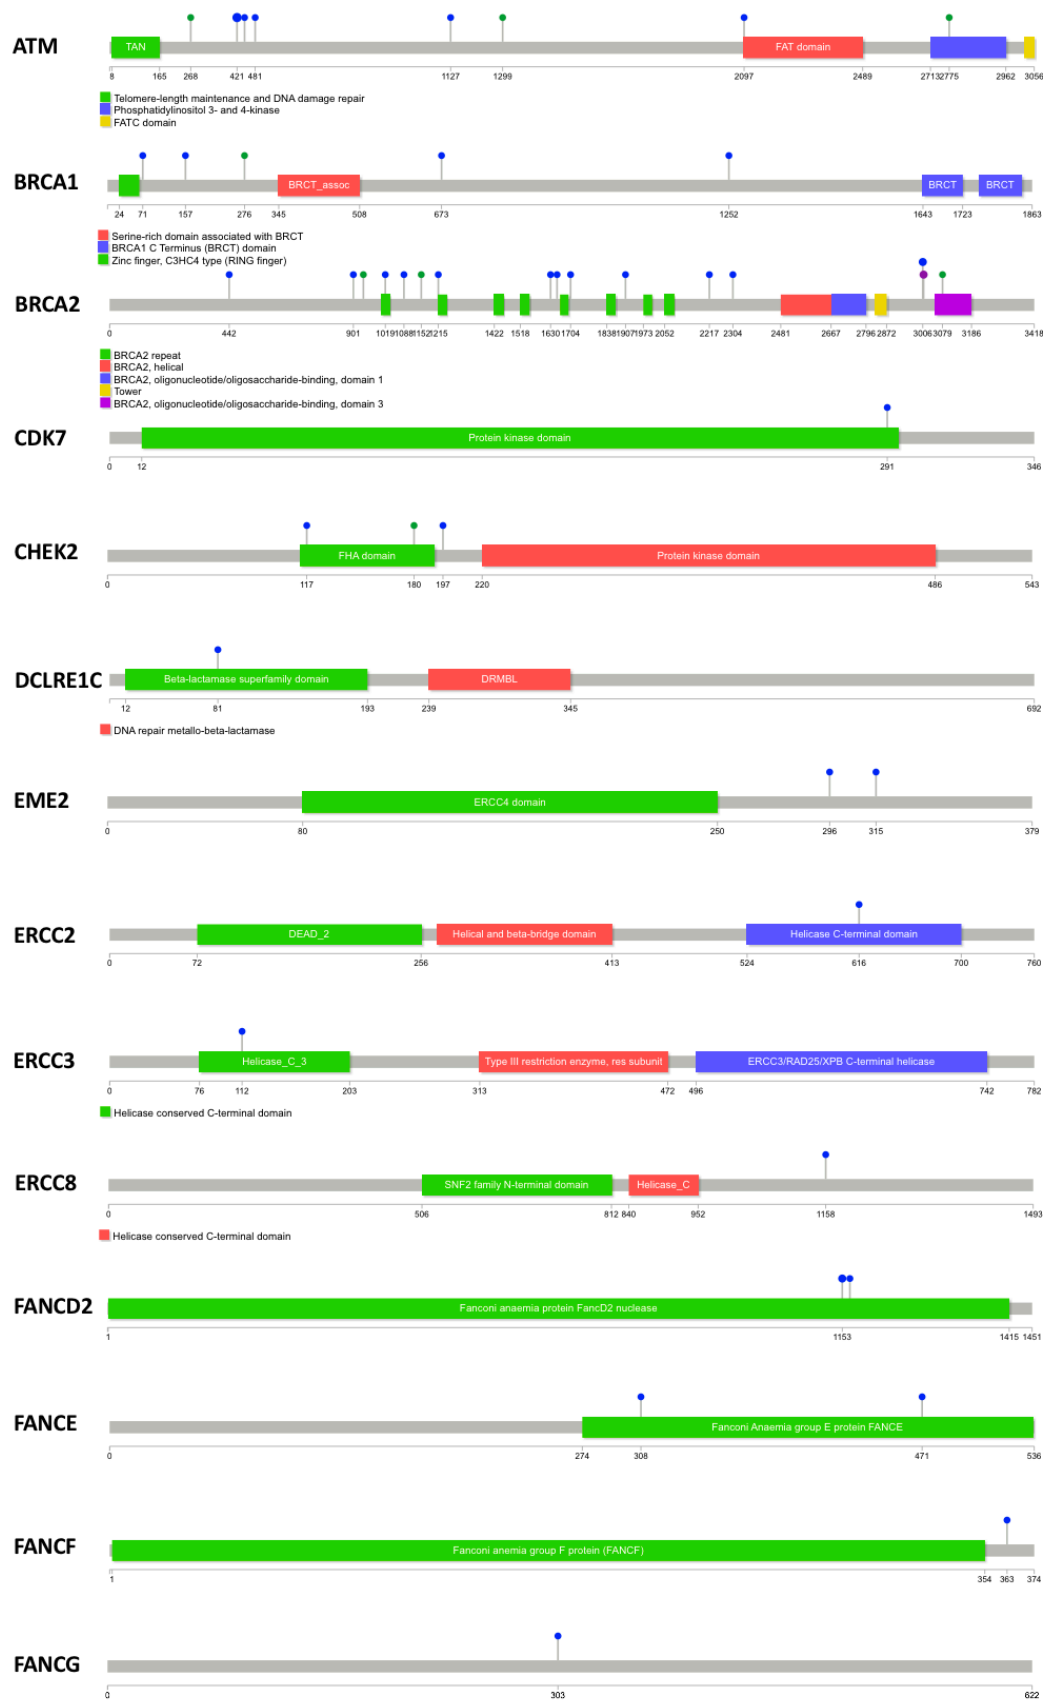 ATM
TAN
FAT domain
8 165 268 421 481 1127 1299 2097 2489 2713 2775 2962 3056
Telomere-length maintenance and DNA damage repair
Phosphatidylinositol 3- and 4-kinase
FATC domain
BRCA1
BRCT_assoc
BRCT
BRCT
24 71 157 276 345 508 673 1252 1643 1723 1863
Serine-rich domain associated with BRCT
BRCA1 C Terminus (BRCT) domain
Zinc finger, C3HC4 type (RING finger)
BRCA2
0 442 901 1019 1088 1152 1215 1422 1518 1630 1704 1838 1907 1973 2052 2217 2304 2481 2667 2796 2872 3006 3079 3186 3418
BRCA2 repeat
BRCA2, helical
BRCA2, oligonucleotide/oligosaccharide-binding, domain 1
Tower
BRCA2, oligonucleotide/oligosaccharide-binding, domain 3
CDK7
Protein kinase domain
0 12 291 346
CHEK2
FHA domain
Protein kinase domain
0 117 180 197 220 486 543
DCLRE1C
Beta-lactamase superfamily domain
DRMBL
12 81 193 239 345 692
DNA repair metallo-beta-lactamase
EME2
ERCC4 domain
0 80 250 296 315 379
ERCC2
DEAD_2
Helical and beta-bridge domain
Helicase C-terminal domain
0 72 256 413 524 616 700 760
ERCC3
Helicase_C_3
Type III restriction enzyme, res subunit
ERCC3/RAD25/XPB C-terminal helicase
0 76 112 203 313 472 496 742 782
Helicase conserved C-terminal domain
ERCC8
SNF2 family N-terminal domain
Helicase_C
0 506 812 840 952 1158 1493
Helicase conserved C-terminal domain
FANCD2
Fanconi anaemia protein FancD2 nuclease
1 1153 1415 1451
FANCE
Fanconi Anaemia group E protein FANCE
0 274 308 471 536
FANCF
Fanconi anemia group F protein (FANCF)
1 354 363 374
FANCG
0 303 622